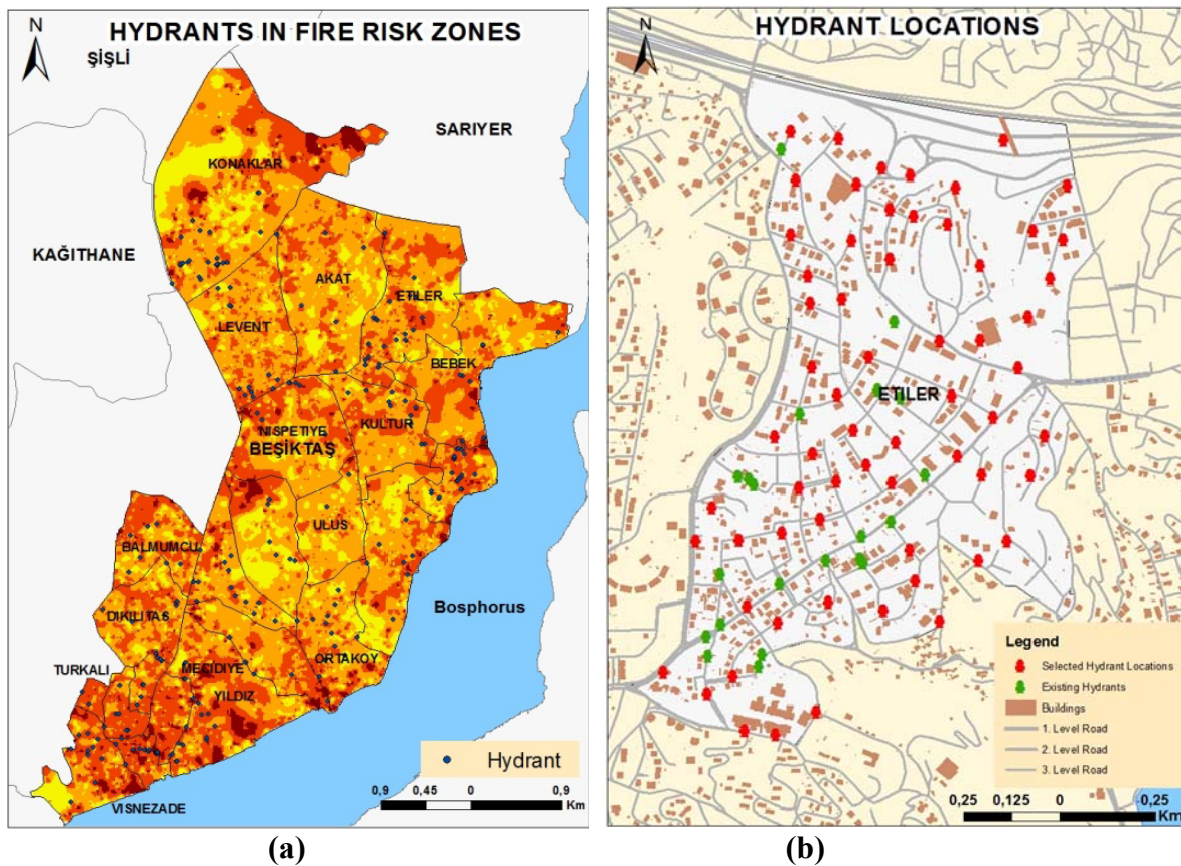 HYDRANTS IN FIRE RISK ZONES
N
ŞİŞLİ
SARIYER
KONAKLAR
KAĞITHANE
AKAT
ETILER
LEVENT
BEBEK
KULTUR
NISPETIYE
BEŞİKTAŞ
ULUS
BALMUMCU
Bosphorus
DIKILITAS
ORTAKOY
TURKALI
MECIDIYE
YILDIZ
VISNEZADE
Hydrant
0,9 0,45 0 0,9
Km
(a)
HYDRANT LOCATIONS
N
ETILER
Legend
Selected Hydrant Locations
Existing Hydrants
Buildings
1. Level Road
2. Level Road
3. Level Road
0,25 0,125 0 0,25
Km
(b)